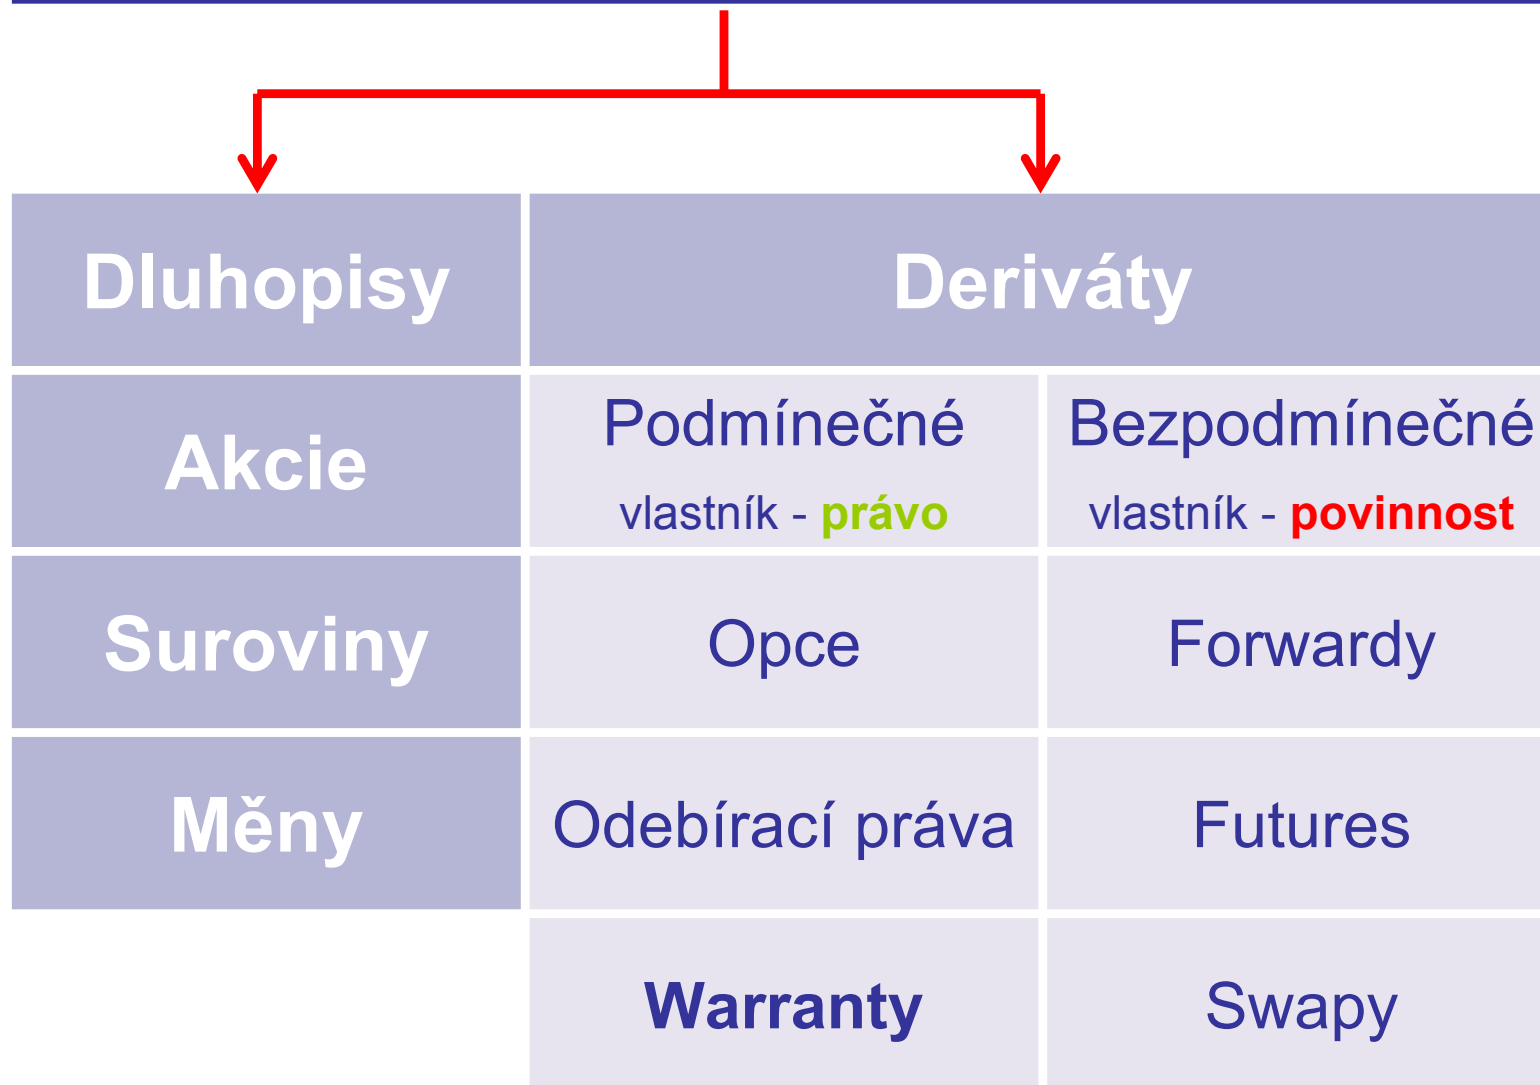 Dluhopisy
Deriváty
Akcie
Podmínečné
vlastník - právo
Bezpodmínečné
vlastník - povinnost
Suroviny
Opce
Forwardy
Měny
Odebírací práva
Futures
Warranty
Swapy